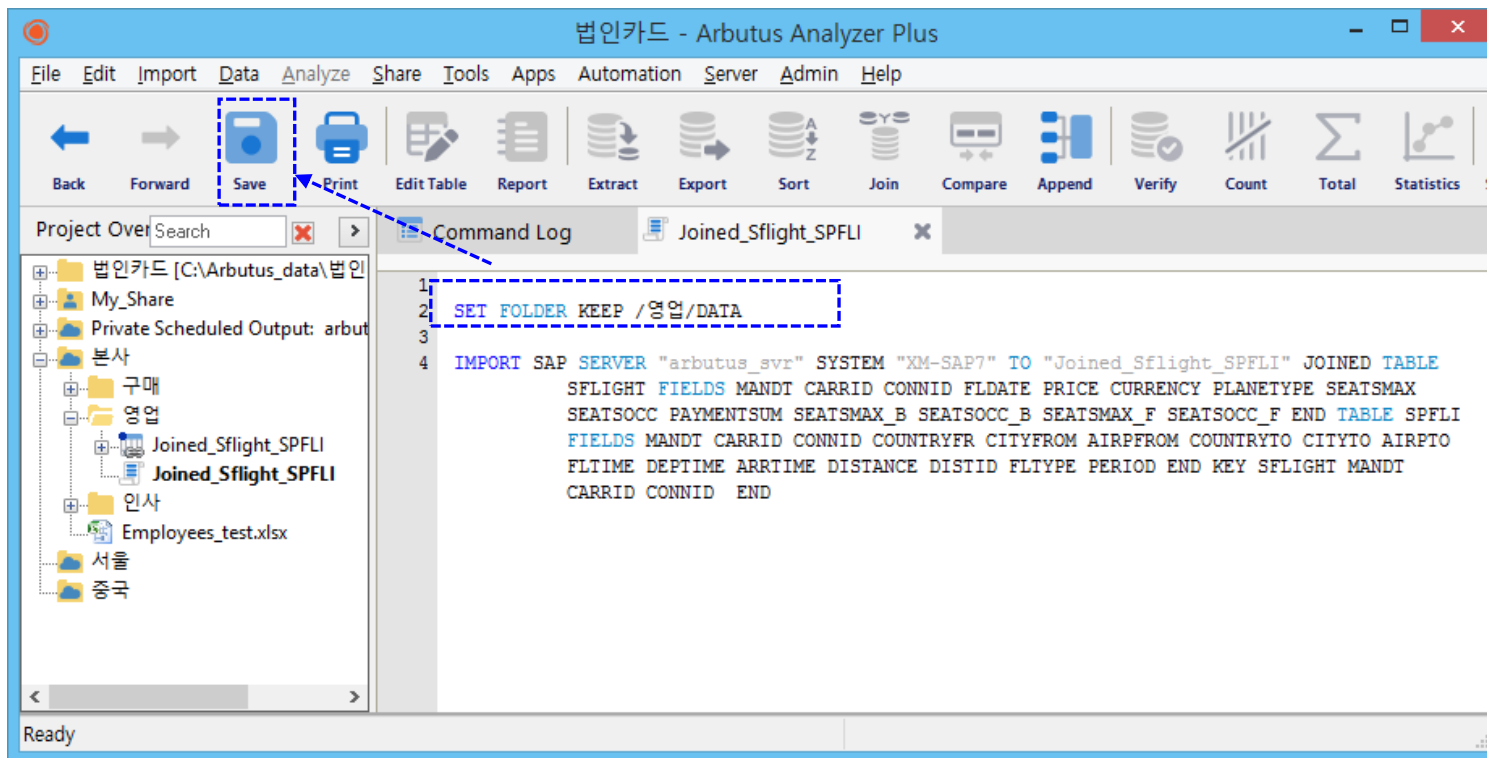 법인카드 - Arbutus Analyzer Plus
File Edit Import Data Analyze Share Tools Apps Automation Server Admin Help
Back Forward Save Print Edit Table Report Extract Export Sort Join Compare Append Verify Count Total Statistics
Project Over Search
Command Log Joined_Sflight_SPFLI
법인카드 [C:\Arbutus_data\법인
My_Share
Private Scheduled Output: arbut
본사
구매
영업
Joined_Sflight_SPFLI
Joined_Sflight_SPFLI
인사
Employees_test.xlsx
서울
중국
1
2 SET FOLDER KEEP /영업/DATA
3
4 IMPORT SAP SERVER "arbutus_svr" SYSTEM "XM-SAP7" TO "Joined_Sflight_SPFLI" JOINED TABLE
SFLIGHT FIELDS MANDT CARRID CONNID FLDATE PRICE CURRENCY PLANETYPE SEATSMAX
SEATSOCC PAYMENTSUM SEATSMAX_B SEATSOCC_B SEATSMAX_F SEATSOCC_F END TABLE SPFLI
FIELDS MANDT CARRID CONNID COUNTRYFR CITYFROM AIRPFROM COUNTRYTO CITYTO AIRPTO
FLTIME DEPTIME ARRTIME DISTANCE DISTID FLTYPE PERIOD END KEY SFLIGHT MANDT
CARRID CONNID END
Ready